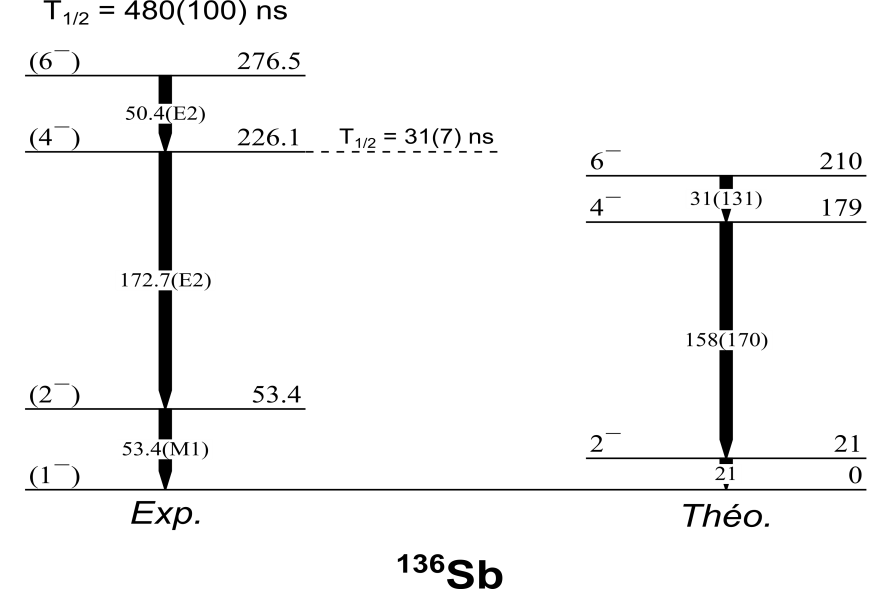 T1/2 = 480(100) ns
(6⁻) 276.5
50.4(E2)
(4⁻) 226.1 T1/2 = 31(7) ns
172.7(E2)
(2⁻) 53.4
53.4(M1)
(1⁻)
Exp.
6⁻ 210
31(131)
4⁻ 179
158(170)
2⁻ 21
21 0
Théo.
¹³⁶Sb